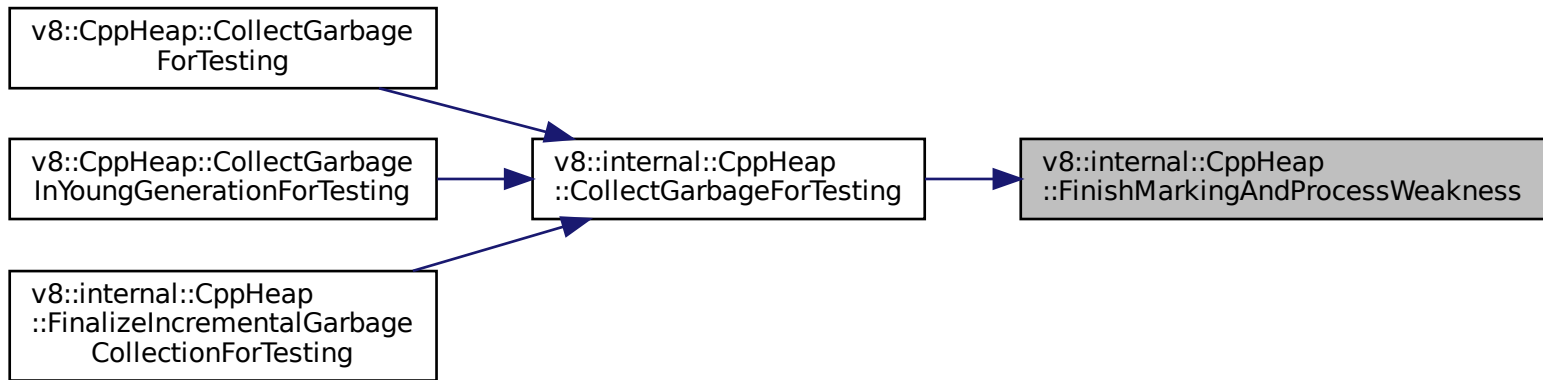 v8::CppHeap::CollectGarbage
ForTesting
v8::CppHeap::CollectGarbage
InYoungGenerationForTesting
v8::internal::CppHeap
::FinalizeIncrementalGarbage
CollectionForTesting
v8::internal::CppHeap
::CollectGarbageForTesting
v8::internal::CppHeap
::FinishMarkingAndProcessWeakness